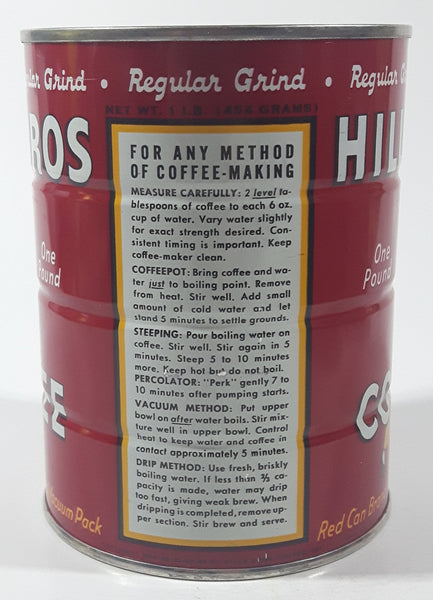 Regular Grind • Regular Grind • Regular G
NET WT. 1 LB. (454 GRAMS)
ROS
HIL
One
Pound
One
Pound
EE
CO
Vacuum Pack
Red Can Bra
FOR ANY METHOD
OF COFFEE-MAKING
MEASURE CAREFULLY: 2 level ta-
blespoons of coffee to each 6 oz.
cup of water. Vary water slightly
for exact strength desired. Con-
sistent timing is important. Keep
coffee-maker clean.
COFFEEPOT: Bring coffee and wa-
ter just to boiling point. Remove
from heat. Stir well. Add small
amount of cold water and let
stand 5 minutes to settle grounds.
STEEPING: Pour boiling water on
coffee. Stir well. Stir again in 5
minutes. Steep 5 to 10 minutes
more. Keep hot but do not boil.
PERCOLATOR: "Perk" gently 7 to
10 minutes after pumping starts.
VACUUM METHOD: Put upper
bowl on after water boils. Stir mix-
ture well in upper bowl. Control
heat to keep water and coffee in
contact approximately 5 minutes.
DRIP METHOD: Use fresh, briskly
boiling water. If less than ⅔ ca-
pacity is made, water may drip
too fast, giving weak brew. When
dripping is completed, remove up-
per section. Stir brew and serve.